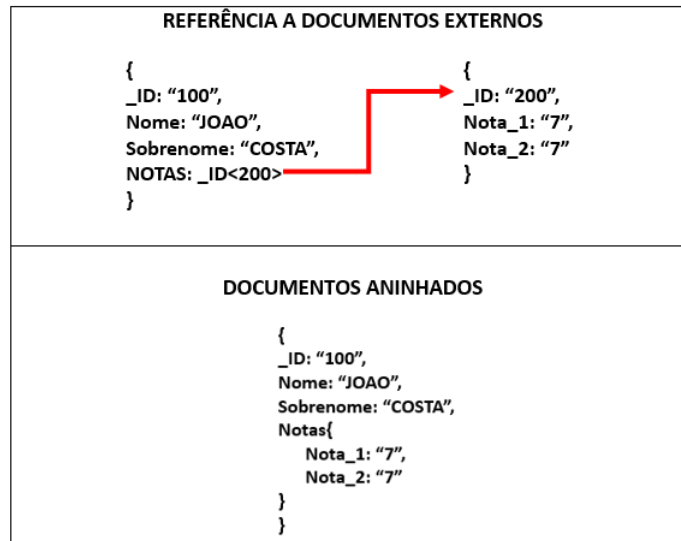 REFERÊNCIA A DOCUMENTOS EXTERNOS
{
_ID: “100”,
Nome: “JOAO”,
Sobrenome: “COSTA”,
NOTAS: _ID<200>
}
{
_ID: “200”,
Nota_1: “7”,
Nota_2: “7”
}
DOCUMENTOS ANINHADOS
{
_ID: “100”,
Nome: “JOAO”,
Sobrenome: “COSTA”,
Notas{
Nota_1: “7”,
Nota_2: “7”
}
}